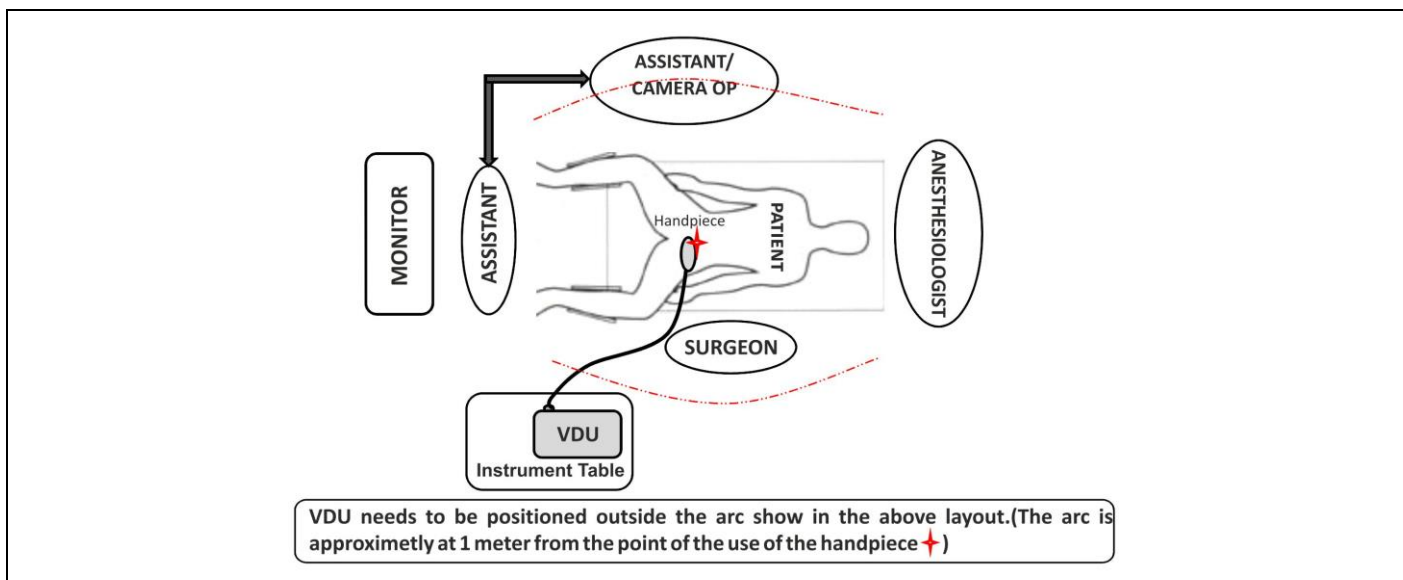 ASSISTANT/
CAMERA OP
MONITOR
ASSISTANT
Handpiece
PATIENT
ANESTHESIOLOGIST
SURGEON
VDU
Instrument Table
VDU needs to be positioned outside the arc show in the above layout.(The arc is
approximetly at 1 meter from the point of the use of the handpiece )